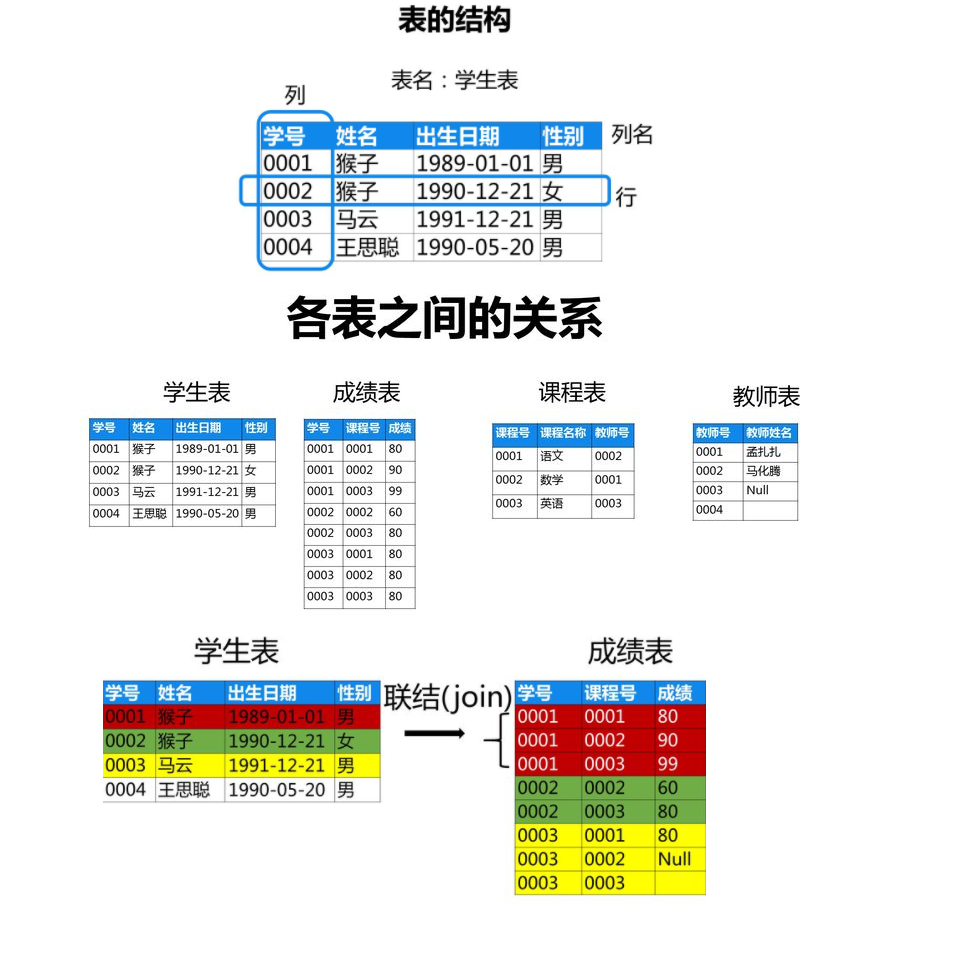 表的结构
表名：学生表
列
学号 姓名 出生日期 性别 列名
0001 猴子 1989-01-01 男
0002 猴子 1990-12-21 女 行
0003 马云 1991-12-21 男
0004 王思聪 1990-05-20 男
各表之间的关系
学生表
学号 姓名 出生日期 性别
0001 猴子 1989-01-01 男
0002 猴子 1990-12-21 女
0003 马云 1991-12-21 男
0004 王思聪 1990-05-20 男
成绩表
学号 课程号 成绩
0001 0001 80
0001 0002 90
0001 0003 99
0002 0002 60
0002 0003 80
0003 0001 80
0003 0002 80
0003 0003 80
课程表
课程号 课程名称 教师号
0001 语文 0002
0002 数学 0001
0003 英语 0003
教师表
教师号 教师姓名
0001 孟扎扎
0002 马化腾
0003 Null
0004
学生表
学号 姓名 出生日期 性别
0001 猴子 1989-01-01 男
0002 猴子 1990-12-21 女
0003 马云 1991-12-21 男
0004 王思聪 1990-05-20 男
联结(join)
成绩表
学号 课程号 成绩
0001 0001 80
0001 0002 90
0001 0003 99
0002 0002 60
0002 0003 80
0003 0001 80
0003 0002 Null
0003 0003